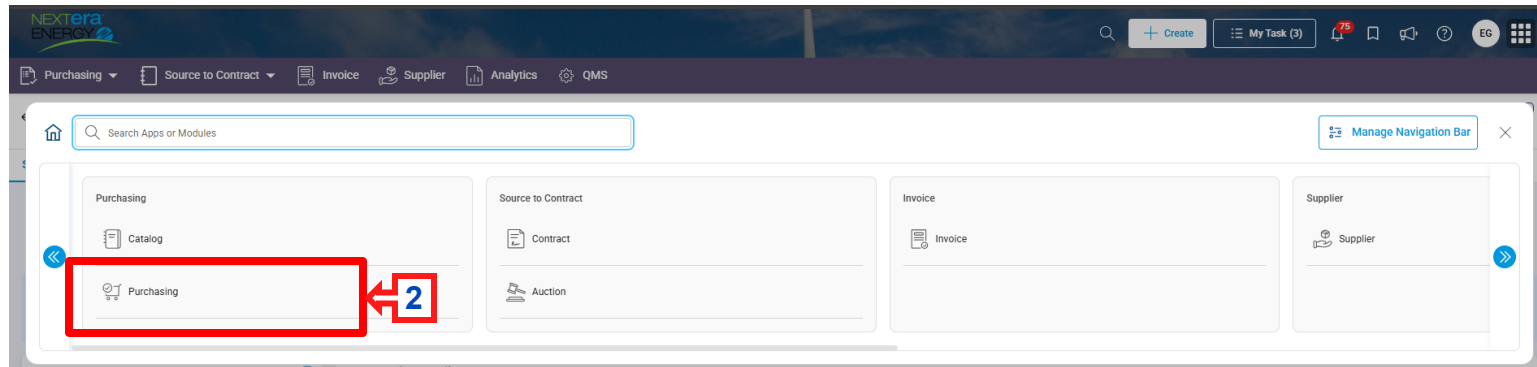 NEXTera
ENERGY
Create
My Task (3)
75
EG
Purchasing
Source to Contract
Invoice
Supplier
Analytics
QMS
Search Apps or Modules
Manage Navigation Bar
Purchasing
Source to Contract
Invoice
Supplier
Catalog
Contract
Invoice
Supplier
Purchasing
2
Auction